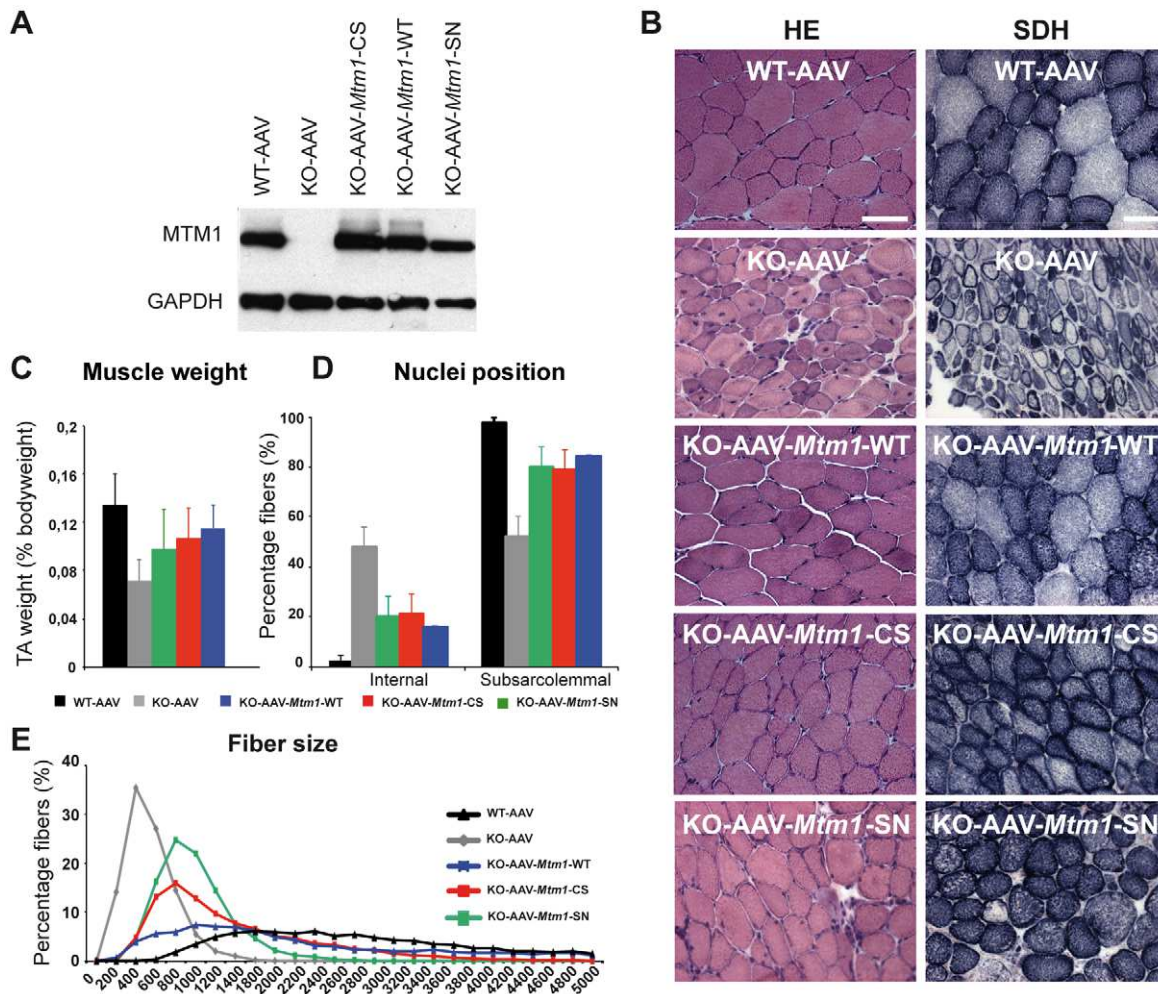 A
WT-AAV
KO-AAV
KO-AAV-Mtm1-CS
KO-AAV-Mtm1-WT
KO-AAV-Mtm1-SN
MTM1
GAPDH
B
HE
SDH
WT-AAV
WT-AAV
KO-AAV
KO-AAV
KO-AAV-Mtm1-WT
KO-AAV-Mtm1-WT
KO-AAV-Mtm1-CS
KO-AAV-Mtm1-CS
KO-AAV-Mtm1-SN
KO-AAV-Mtm1-SN
C
Muscle weight
TA weight (% bodyweight)
0,2
0,16
0,12
0,08
0,04
0
D
Nuclei position
Percentage fibers (%)
100
80
60
40
20
0
Internal
Subsarcolemmal
WT-AAV
KO-AAV
KO-AAV-Mtm1-WT
KO-AAV-Mtm1-CS
KO-AAV-Mtm1-SN
E
Fiber size
Percentage fibers (%)
40
30
20
10
0
WT-AAV
KO-AAV
KO-AAV-Mtm1-WT
KO-AAV-Mtm1-CS
KO-AAV-Mtm1-SN
0
200
400
600
800
1000
1200
1400
1600
1800
2000
2200
2400
2600
2800
3000
3200
3400
3600
3800
4000
4200
4400
4600
4800
5000